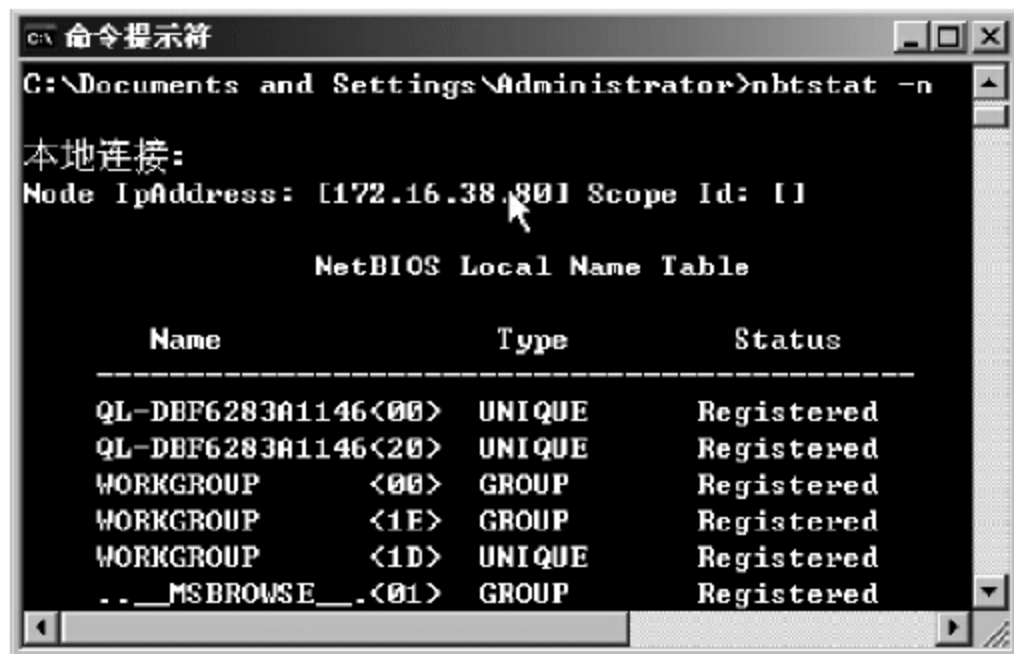 命令提示符
C:\Documents and Settings\Administrator>nbtstat -n
本地连接:
Node IpAddress: [172.16.38.80] Scope Id: []
NetBIOS Local Name Table
Name Type Status
---------------------------------------------
QL-DBF6283A1146<00> UNIQUE Registered
QL-DBF6283A1146<20> UNIQUE Registered
WORKGROUP <00> GROUP Registered
WORKGROUP <1E> GROUP Registered
WORKGROUP <1D> UNIQUE Registered
..__MSBROWSE__.<01> GROUP Registered